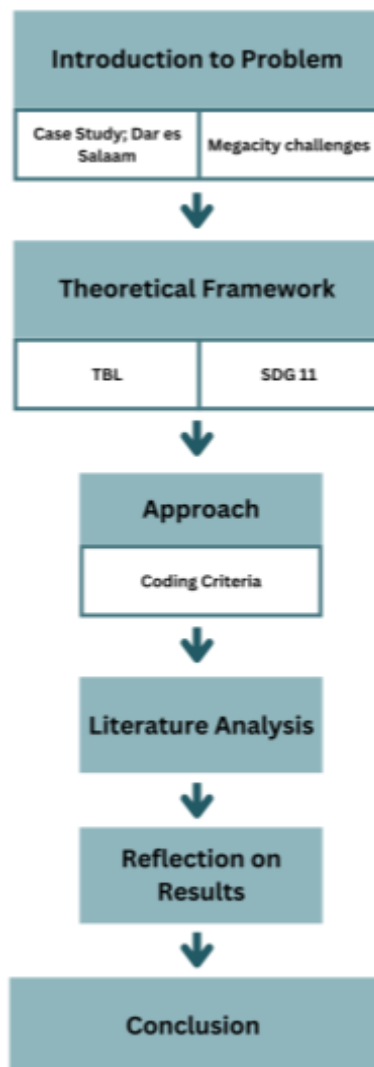 Introduction to Problem
Case Study; Dar es
Salaam
Megacity challenges
Theoretical Framework
TBL
SDG 11
Approach
Coding Criteria
Literature Analysis
Reflection on
Results
Conclusion